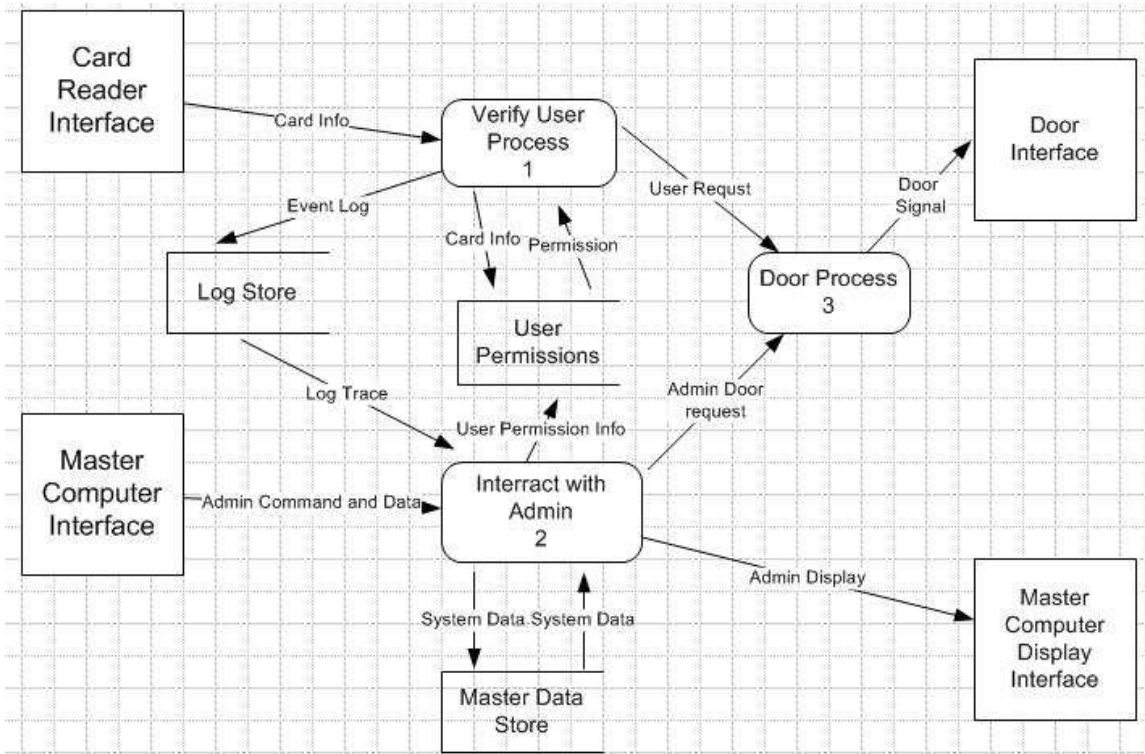 Card
Reader
Interface
Card Info
Verify User
Process
1
Door
Interface
User Requst
Door
Signal
Event Log
Card Info
Permission
Log Store
User
Permissions
Door Process
3
Log Trace
User Permission Info
Admin Door
request
Master
Computer
Interface
Admin Command and Data
Interract with
Admin
2
Admin Display
System Data
System Data
Master Data
Store
Master
Computer
Display
Interface